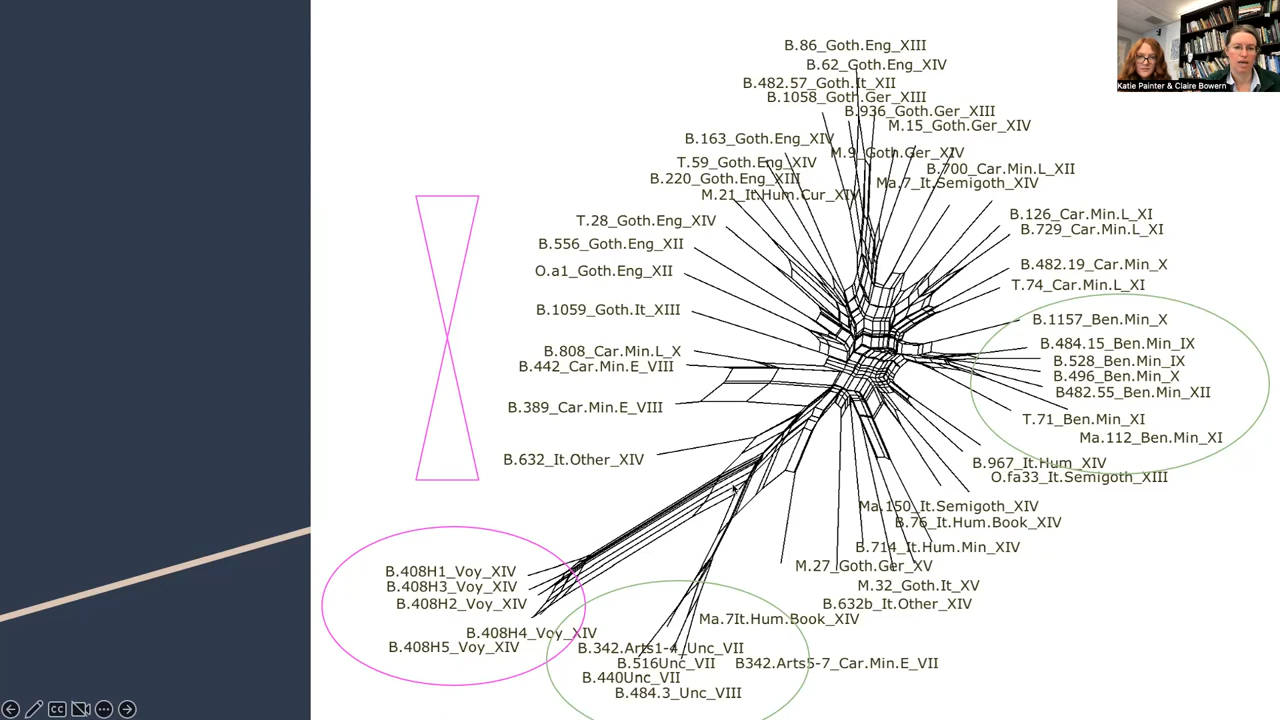 Katie Painter & Claire Bowern
B.86_Goth.Eng_XIII
B.62_Goth.Eng_XIV
B.482.57_Goth.It_XII
B.1058_Goth.Ger_XIII
B.936_Goth.Ger_XIII
M.15_Goth.Ger_XIV
B.163_Goth.Eng_XIV
M.9_Goth.Ger_XIV
T.59_Goth.Eng_XIV
B.700_Car.Min.L_XII
B.220_Goth.Eng_XIII
Ma.7_It.Semigoth_XIV
M.21_It.Hum.Cur_XIV
T.28_Goth.Eng_XIV
B.126_Car.Min.L_XI
B.729_Car.Min.L_XI
B.556_Goth.Eng_XII
B.482.19_Car.Min_X
O.a1_Goth.Eng_XII
T.74_Car.Min.L_XI
B.1059_Goth.It_XIII
B.1157_Ben.Min_X
B.808_Car.Min.L_X
B.484.15_Ben.Min_IX
B.442_Car.Min.E_VIII
B.528_Ben.Min_IX
B.496_Ben.Min_X
B482.55_Ben.Min_XII
B.389_Car.Min.E_VIII
T.71_Ben.Min_XI
Ma.112_Ben.Min_XI
B.632_It.Other_XIV
B.967_It.Hum_XIV
O.fa33_It.Semigoth_XIII
Ma.150_It.Semigoth_XIV
B.76_It.Hum.Book_XIV
B.714_It.Hum.Min_XIV
M.27_Goth.Ger_XV
B.408H1_Voy_XIV
B.408H3_Voy_XIV
M.32_Goth.It_XV
B.408H2_Voy_XIV
B.632b_It.Other_XIV
Ma.7It.Hum.Book_XIV
B.408H4_Voy_XIV
B.408H5_Voy_XIV
B.342.Arts1-4_Unc_VII
B.516Unc_VII
B342.Arts5-7_Car.Min.E_VII
B.440Unc_VII
B.484.3_Unc_VIII
CC